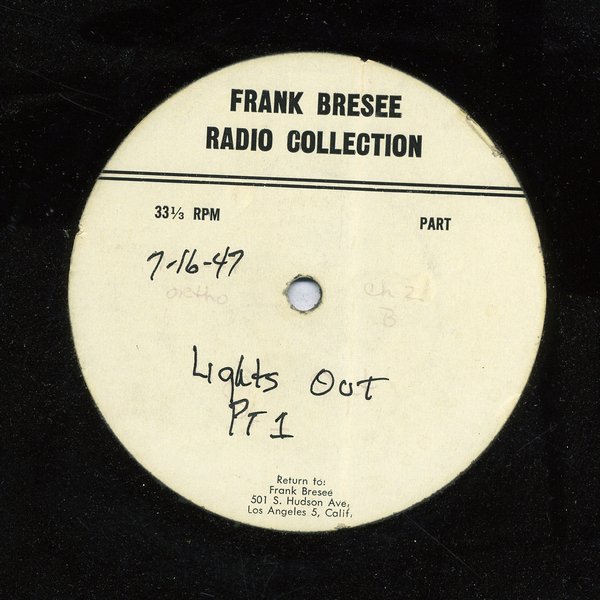 FRANK BRESEE
RADIO COLLECTION
33⅓ RPM
PART
7-16-47
ortho
Ch 2
B
Lights Out
PT 1
Return to:
Frank Bresee
501 S. Hudson Ave,
Los Angeles 5, Calif.